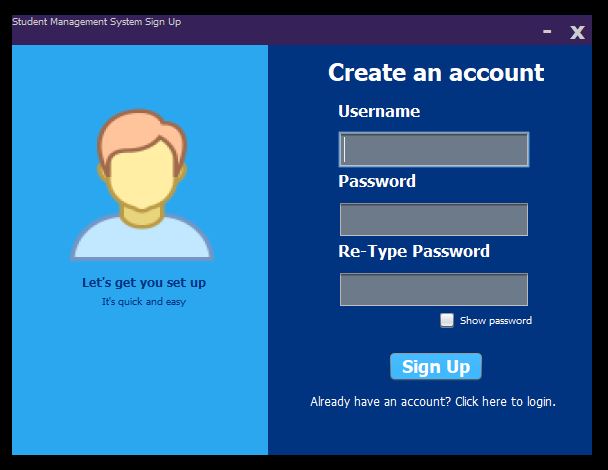 Student Management System Sign Up
- x
Let's get you set up
It's quick and easy
Create an account
Username
Password
Re-Type Password
Show password
Sign Up
Already have an account? Click here to login.